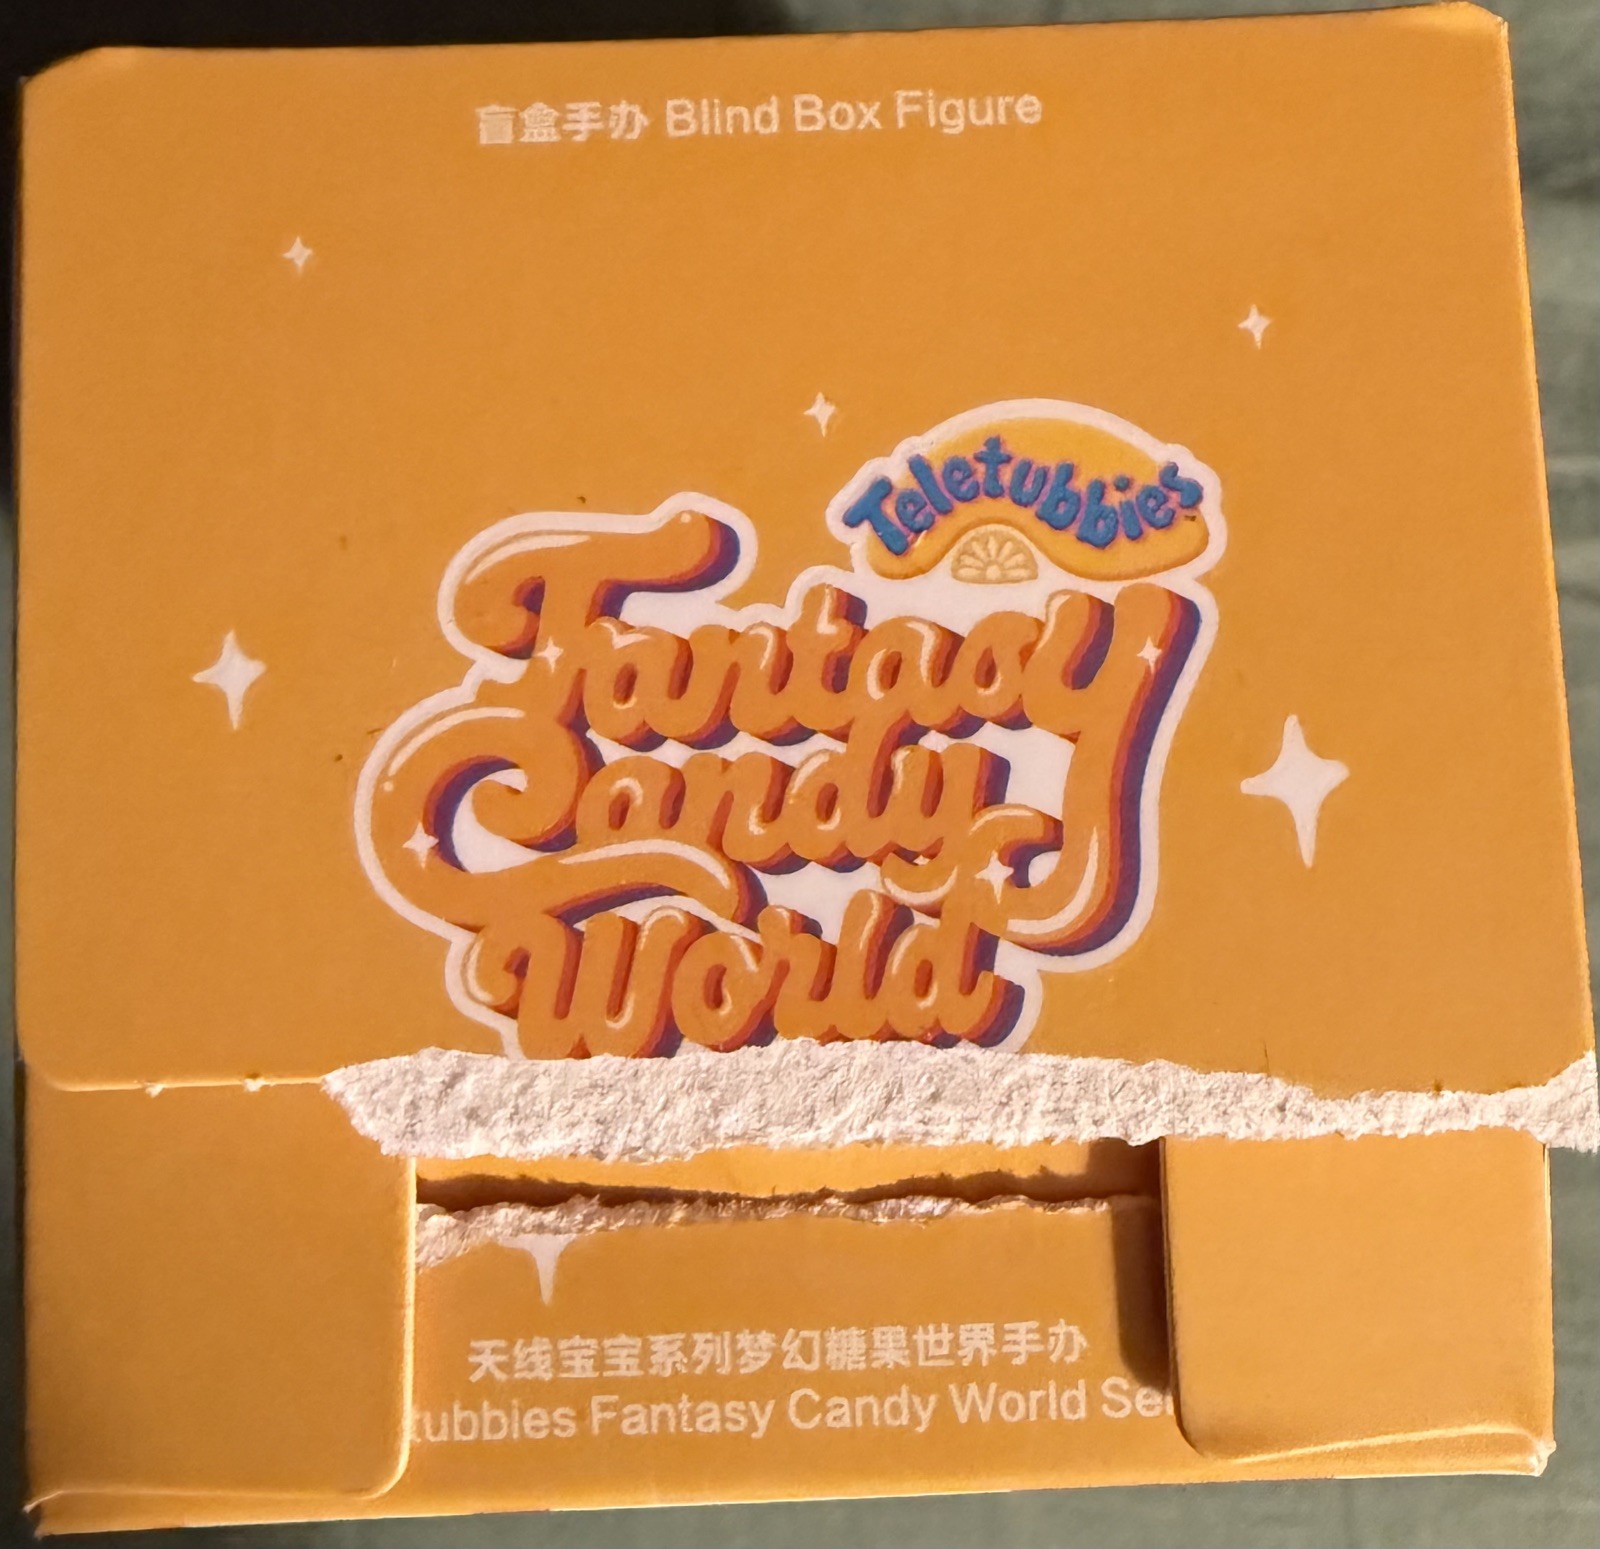 盲盒手办 Blind Box Figure
Teletubbies™
Fantasy
Candy
World
天线宝宝系列梦幻糖果世界手办
tubbies Fantasy Candy World Se